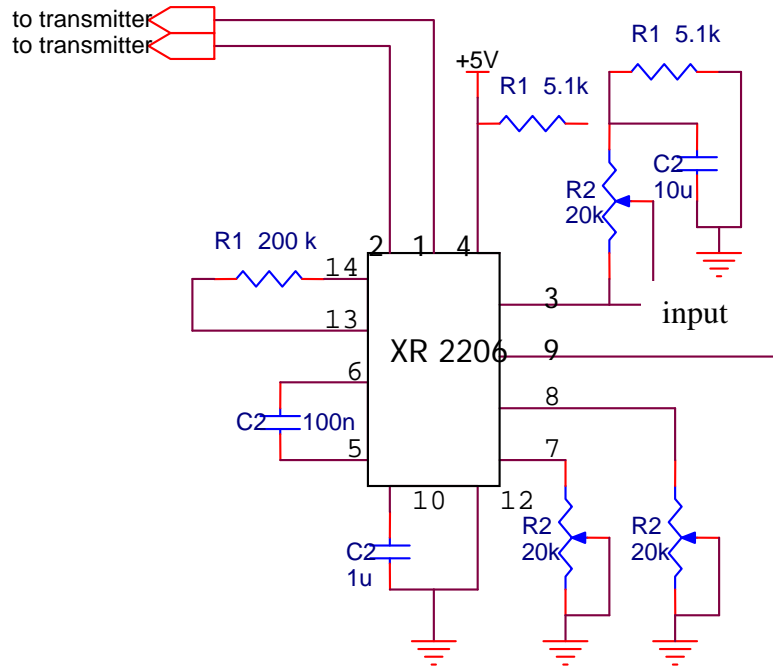 to transmitter
to transmitter
+5V
R1 5.1k
R1 5.1k
C2
10u
R2
20k
R1 200 k
2 1 4
14
13
3
input
XR 2206
9
6
8
C2 100n
5
7
10 12
C2
1u
R2
20k
R2
20k